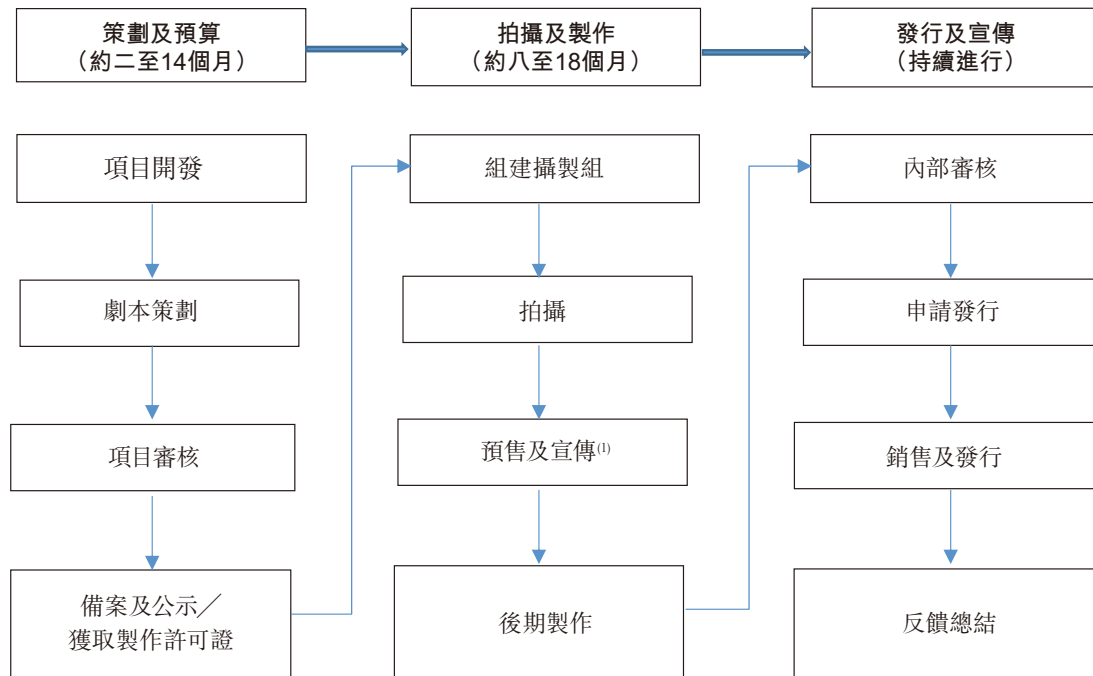 策劃及預算
（約二至14個月）
拍攝及製作
（約八至18個月）
發行及宣傳
（持續進行）
項目開發
劇本策劃
項目審核
備案及公示╱
獲取製作許可證
組建攝製組
拍攝
預售及宣傳(1)
後期製作
內部審核
申請發行
銷售及發行
反饋總結